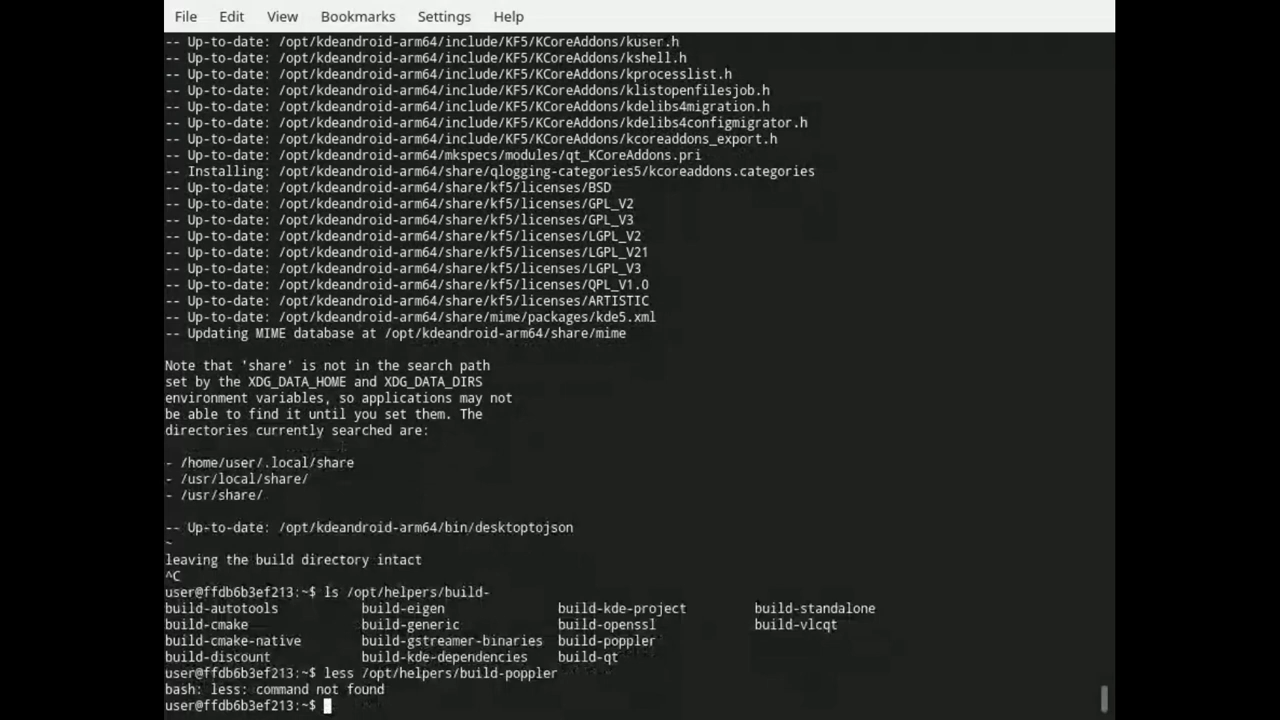 File Edit View Bookmarks Settings Help
-- Up-to-date: /opt/kdeandroid-arm64/include/KF5/KCoreAddons/kuser.h
-- Up-to-date: /opt/kdeandroid-arm64/include/KF5/KCoreAddons/kshell.h
-- Up-to-date: /opt/kdeandroid-arm64/include/KF5/KCoreAddons/kprocesslist.h
-- Up-to-date: /opt/kdeandroid-arm64/include/KF5/KCoreAddons/klistopenfilesjob.h
-- Up-to-date: /opt/kdeandroid-arm64/include/KF5/KCoreAddons/kdelibs4migration.h
-- Up-to-date: /opt/kdeandroid-arm64/include/KF5/KCoreAddons/kdelibs4configmigrator.h
-- Up-to-date: /opt/kdeandroid-arm64/include/KF5/KCoreAddons/kcoreaddons_export.h
-- Up-to-date: /opt/kdeandroid-arm64/mkspecs/modules/qt_KCoreAddons.pri
-- Installing: /opt/kdeandroid-arm64/share/qlogging-categories5/kcoreaddons.categories
-- Up-to-date: /opt/kdeandroid-arm64/share/kf5/licenses/BSD
-- Up-to-date: /opt/kdeandroid-arm64/share/kf5/licenses/GPL_V2
-- Up-to-date: /opt/kdeandroid-arm64/share/kf5/licenses/GPL_V3
-- Up-to-date: /opt/kdeandroid-arm64/share/kf5/licenses/LGPL_V2
-- Up-to-date: /opt/kdeandroid-arm64/share/kf5/licenses/LGPL_V21
-- Up-to-date: /opt/kdeandroid-arm64/share/kf5/licenses/LGPL_V3
-- Up-to-date: /opt/kdeandroid-arm64/share/kf5/licenses/QPL_V1.0
-- Up-to-date: /opt/kdeandroid-arm64/share/kf5/licenses/ARTISTIC
-- Up-to-date: /opt/kdeandroid-arm64/share/mime/packages/kde5.xml
-- Updating MIME database at /opt/kdeandroid-arm64/share/mime
Note that 'share' is not in the search path
set by the XDG_DATA_HOME and XDG_DATA_DIRS
environment variables, so applications may not
be able to find it until you set them. The
directories currently searched are:
- /home/user/.local/share
- /usr/local/share/
- /usr/share/
-- Up-to-date: /opt/kdeandroid-arm64/bin/desktoptojson
~
leaving the build directory intact
^C
user@ffdb6b3ef213:~$ ls /opt/helpers/build-
build-autotools build-eigen build-kde-project build-standalone
build-cmake build-generic build-openssl build-vlcqt
build-cmake-native build-gstreamer-binaries build-poppler
build-discount build-kde-dependencies build-qt
user@ffdb6b3ef213:~$ less /opt/helpers/build-poppler
bash: less: command not found
user@ffdb6b3ef213:~$